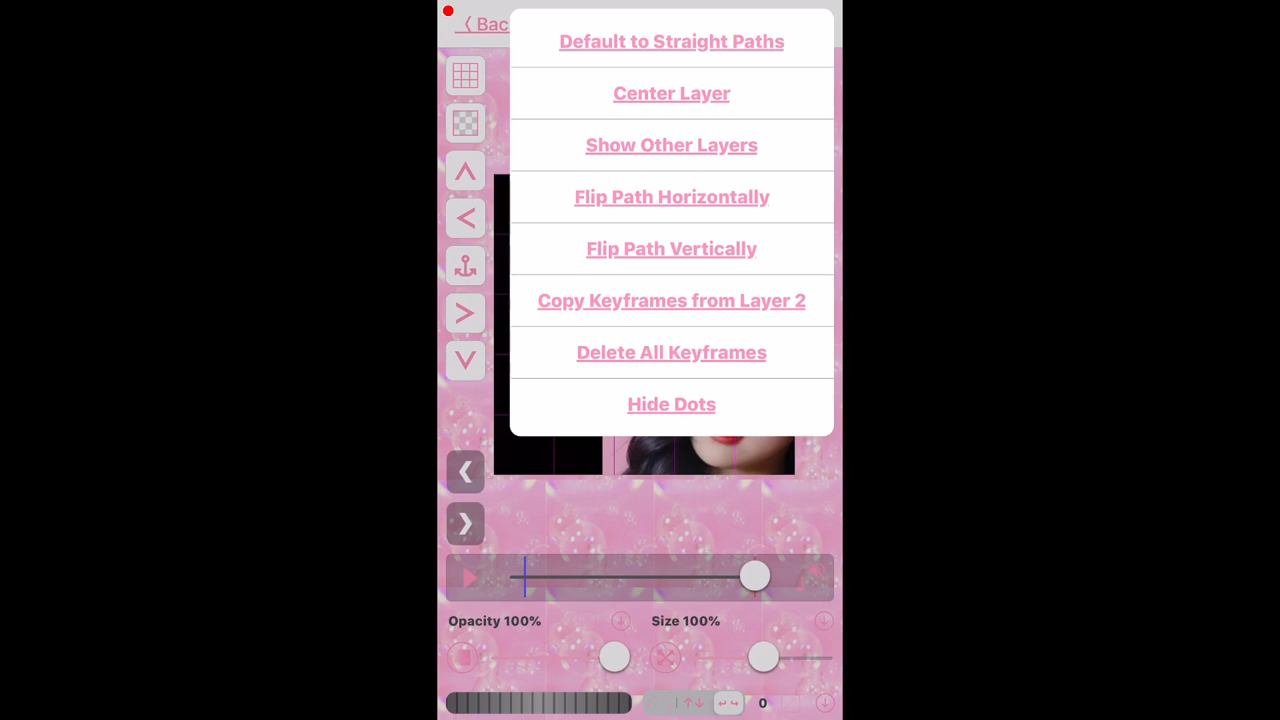 Bac
Default to Straight Paths
Center Layer
Show Other Layers
Flip Path Horizontally
Flip Path Vertically
Copy Keyframes from Layer 2
Delete All Keyframes
Hide Dots
Opacity 100%
Size 100%
0